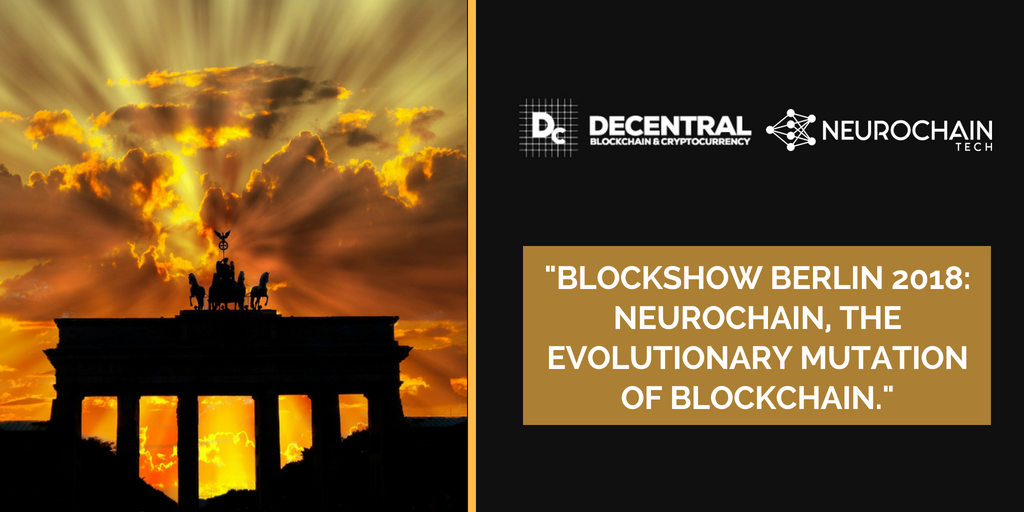 Dc
DECENTRAL
BLOCKCHAIN & CRYPTOCURRENCY
NEUROCHAIN
TECH
"BLOCKSHOW BERLIN 2018:
NEUROCHAIN, THE
EVOLUTIONARY MUTATION
OF BLOCKCHAIN."